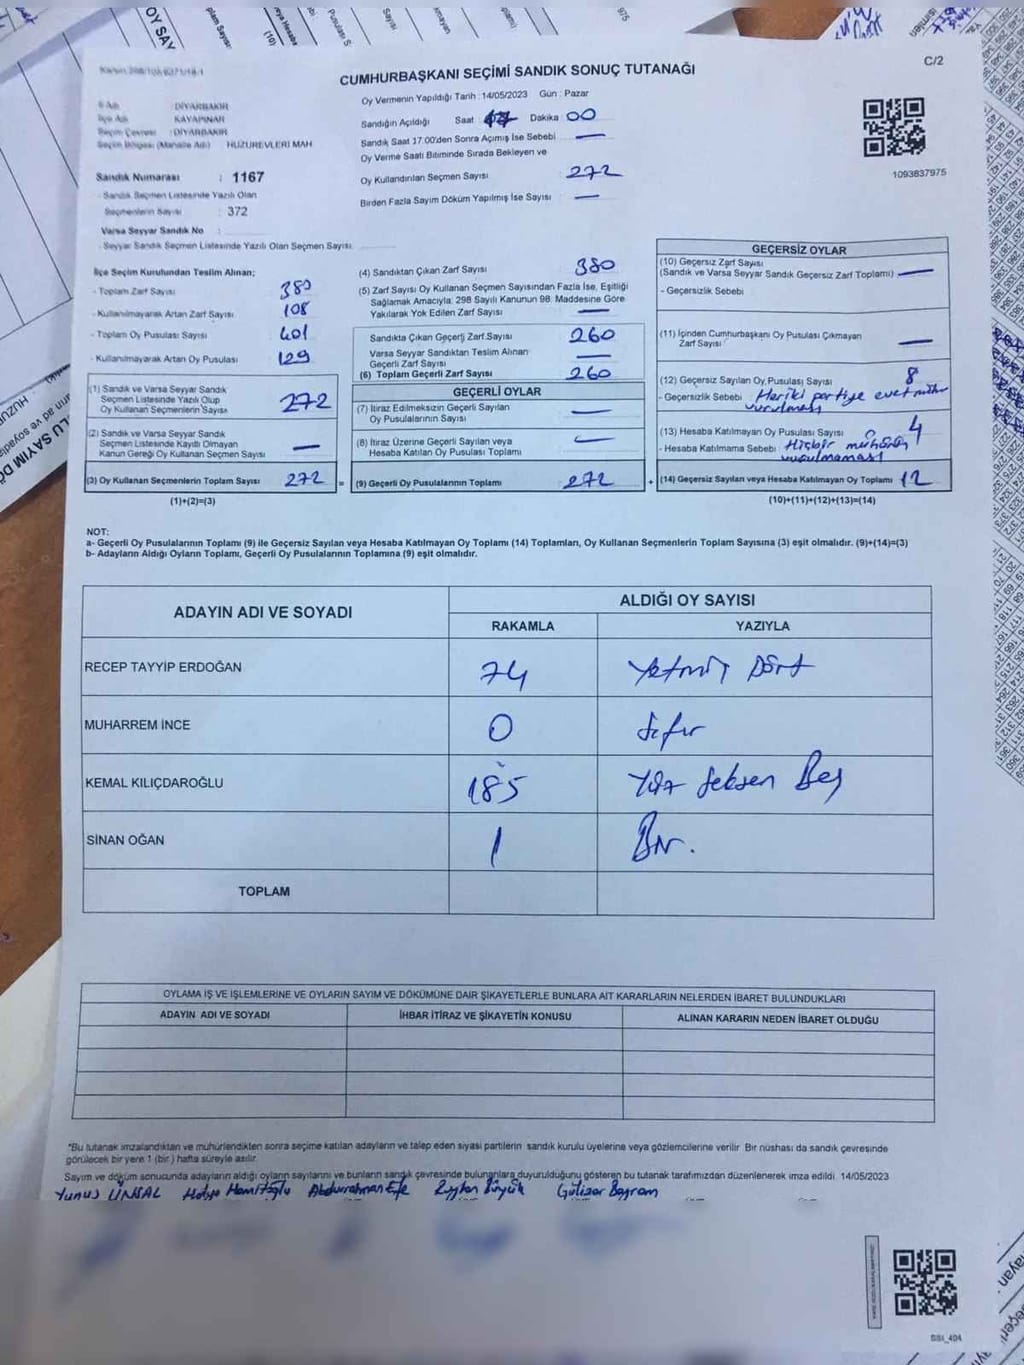 C/2
CUMHURBAŞKANI SEÇİMİ SANDIK SONUÇ TUTANAĞI
Oy Vermenin Yapıldığı Tarih : 14/05/2023 Gün : Pazar
İl Adı : DİYARBAKIR
İlçe Adı : KAYAPINAR
Seçim Çevresi : DİYARBAKIR
Seçim Bölgesi (Mahalle Adı) HUZUREVLERİ MAH
Sandık Numarası : 1167
Sandık Seçmen Listesinde Yazılı Olan
Seçmenlerin Sayısı : 372
Varsa Seyyar Sandık No :
- Seyyar Sandık Seçmen Listesinde Yazılı Olan Seçmen Sayısı:
Sandığın Açıldığı Saat 17 Dakika 00
Sandık Saat 17.00'den Sonra Açımış İse Sebebi —
Oy Verme Saati Bitiminde Sırada Bekleyen ve
Oy Kullandırılan Seçmen Sayısı 272
Birden Fazla Sayım Döküm Yapılmış İse Sayısı —
1093837975
İlçe Seçim Kurulundan Teslim Alınan;
- Toplam Zarf Sayısı 380
- Kullanılmayarak Artan Zarf Sayısı 108
- Toplam Oy Pusulası Sayısı 401
- Kullanılmayarak Artan Oy Pusulası 129
(1) Sandık ve Varsa Seyyar Sandık
Seçmen Listesinde Yazılı Olup
Oy Kullanan Seçmenlerin Sayısı 272
(2) Sandık ve Varsa Seyyar Sandık
Seçmen Listesinde Kaydı Olmayan
Kanun Gereği Oy Kullanan Seçmen Sayısı —
(3) Oy Kullanan Seçmenlerin Toplam Sayısı 272 =
(1)+(2)=(3)
(4) Sandıktan Çıkan Zarf Sayısı 380
(5) Zarf Sayısı Oy Kullanan Seçmen Sayısından Fazla İse, Eşitliği
Sağlamak Amacıyla, 298 Sayılı Kanunun 98. Maddesine Göre
Yakılarak Yok Edilen Zarf Sayısı —
Sandıkta Çıkan Geçerli Zarf Sayısı 260
Varsa Seyyar Sandıktan Teslim Alınan
Geçerli Zarf Sayısı —
(6) Toplam Geçerli Zarf Sayısı 260
GEÇERLİ OYLAR
(7) İtiraz Edilmeksizin Geçerli Sayılan
Oy Pusulalarının Sayısı —
(8) İtiraz Üzerine Geçerli Sayılan veya
Hesaba Katılan Oy Pusulası Toplamı —
(9) Geçerli Oy Pusulalarının Toplamı 272 +
GEÇERSİZ OYLAR
(10) Geçersiz Zarf Sayısı
(Sandık ve Varsa Seyyar Sandık Geçersiz Zarf Toplamı) —
- Geçersizlik Sebebi
(11) İçinden Cumhurbaşkanı Oy Pusulası Çıkmayan
Zarf Sayısı —
(12) Geçersiz Sayılan Oy Pusulası Sayısı 8
- Geçersizlik Sebebi Her iki partiye evet mührü
vurulması
(13) Hesaba Katılmayan Oy Pusulası Sayısı 4
- Hesaba Katılmama Sebebi : Hiçbir mührün
vurulmaması
(14) Geçersiz Sayılan veya Hesaba Katılmayan Oy Toplamı 12
(10)+(11)+(12)+(13)=(14)
NOT:
a- Geçerli Oy Pusulalarının Toplamı (9) ile Geçersiz Sayılan veya Hesaba Katılmayan Oy Toplamı (14) Toplamları, Oy Kullanan Seçmenlerin Toplam Sayısına (3) eşit olmalıdır. (9)+(14)=(3)
b- Adayların Aldığı Oyların Toplamı, Geçerli Oy Pusulalarının Toplamına (9) eşit olmalıdır.
ADAYIN ADI VE SOYADI
ALDIĞI OY SAYISI
RAKAMLA YAZIYLA
RECEP TAYYİP ERDOĞAN 74 Yetmiş Dört
MUHARREM İNCE 0 Sıfır
KEMAL KILIÇDAROĞLU 185 Yüz Seksen Beş
SİNAN OĞAN 1 Bir.
TOPLAM
OYLAMA İŞ VE İŞLEMLERİNE VE OYLARIN SAYIM VE DÖKÜMÜNE DAİR ŞİKAYETLERLE BUNLARA AİT KARARLARIN NELERDEN İBARET BULUNDUKLARI
ADAYIN ADI VE SOYADI İHBAR İTİRAZ VE ŞİKAYETİN KONUSU ALINAN KARARIN NEDEN İBARET OLDUĞU
*Bu tutanak imzalandıktan ve mühürlendikten sonra seçime katılan adayların ve talep eden siyasi partilerin sandık kurulu üyelerine veya gözlemcilerine verilir. Bir nüshası da sandık çevresinde
görülecek bir yere 1 (bir) hafta süreyle asılır.
Sayım ve döküm sonucunda adayların aldığı oyların sayılarını ve bunların sandık çevresinde bulunanlara duyurulduğunu gösteren bu tutanak tarafımızdan düzenlenerek imza edildi. 14/05/2023
Yunus ÜNSAL Hatye Hamitoğlu Abdurrahman Efe Reyhan Büyük Gülizar Bayram